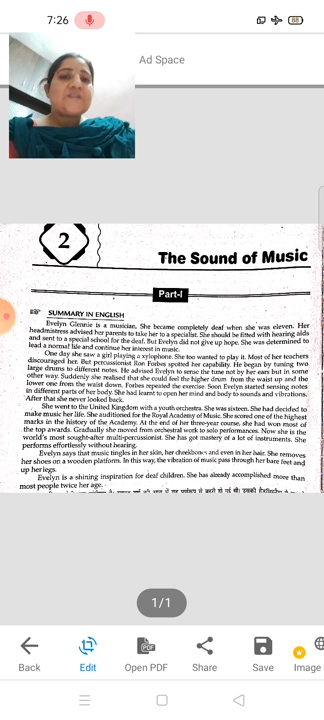 7:26
88
Ad Space
2
The Sound of Music
Part-I
SUMMARY IN ENGLISH
Evelyn Glennie is a musician. She became completely deaf when she was eleven. Her
headmistress advised her parents to take her to a specialist. She should be fitted with hearing aids
and sent to a special school for the deaf. But Evelyn did not give up hope. She was determined to
lead a normal life and continue her interest in music.
One day she saw a girl playing a xylophone. She too wanted to play it. Most of her teachers
discouraged her. But percussionist Ron Forbes spotted her capability. He began by tuning two
large drums to different notes. He advised Evelyn to sense the tune not by her ears but in some
other way. Suddenly she realised that she could feel the higher drum from the waist up and the
lower one from the waist down. Forbes repeated the exercise. Soon Evelyn started sensing notes
in different parts of her body. She had learnt to open her mind and body to sounds and vibrations.
After that she never looked back.
She went to the United Kingdom with a youth orchestra. She was sixteen. She had decided to
make music her life. She auditioned for the Royal Academy of Music. She scored one of the highest
marks in the history of the Academy. At the end of her three-year course, she had won most of
the top awards. Gradually she moved from orchestral work to solo performances. Now she is the
world's most sought-after multi-percussionist. She has got mastery of a lot of instruments. She
performs effortlessly without hearing.
Evelyn says that music tingles in her skin, her cheekbones and even in her hair. She removes
her shoes on a wooden platform. In this way, the vibration of music pass through her bare feet and
up her legs.
Evelyn is a shining inspiration for deaf children. She has already accomplished more than
most people twice her age.
1/1
Back
Edit
PDF
Open PDF
Share
Save
Image